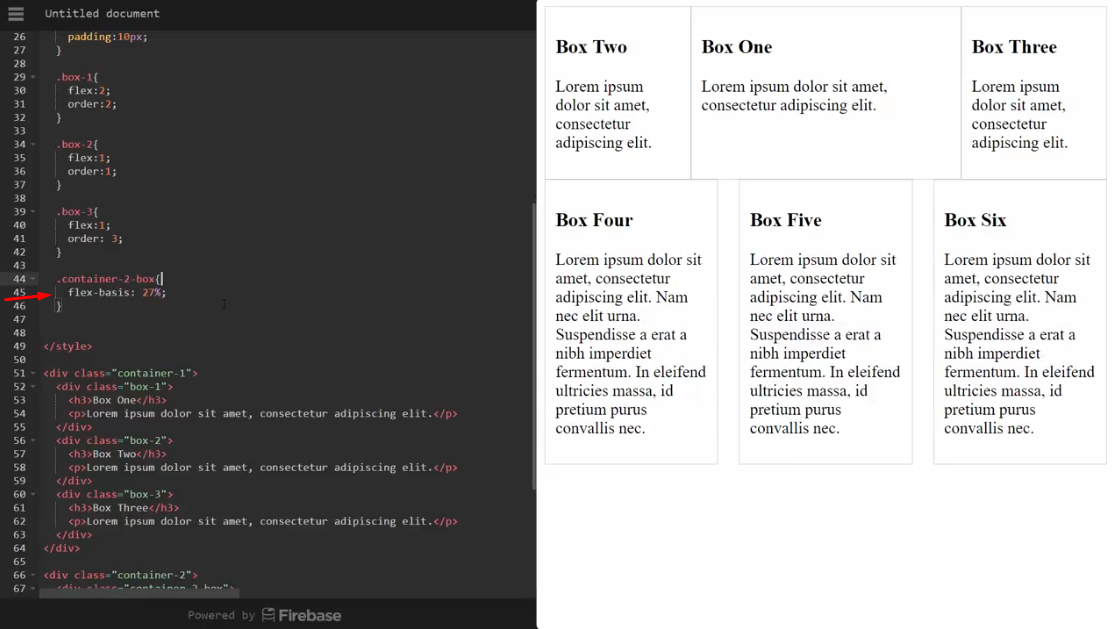 Untitled document
26 padding:10px;
27 }
28
29 .box-1{
30 flex:2;
31 order:2;
32 }
33
34 .box-2{
35 flex:1;
36 order:1;
37 }
38
39 .box-3{
40 flex:1;
41 order: 3;
42 }
43
44 .container-2-box{
45 flex-basis: 27%;
46 }
47
48
49 </style>
50
51 <div class="container-1">
52 <div class="box-1">
53 <h3>Box One</h3>
54 <p>Lorem ipsum dolor sit amet, consectetur adipiscing elit.</p>
55 </div>
56 <div class="box-2">
57 <h3>Box Two</h3>
58 <p>Lorem ipsum dolor sit amet, consectetur adipiscing elit.</p>
59 </div>
60 <div class="box-3">
61 <h3>Box Three</h3>
62 <p>Lorem ipsum dolor sit amet, consectetur adipiscing elit.</p>
63 </div>
64 </div>
65
66 <div class="container-2">
67 <div class="container-2-box">
Powered by Firebase
Box Two
Lorem ipsum
dolor sit amet,
consectetur
adipiscing elit.
Box One
Lorem ipsum dolor sit amet,
consectetur adipiscing elit.
Box Three
Lorem ipsum
dolor sit amet,
consectetur
adipiscing elit.
Box Four
Lorem ipsum dolor sit
amet, consectetur
adipiscing elit. Nam
nec elit urna.
Suspendisse a erat a
nibh imperdiet
fermentum. In eleifend
ultricies massa, id
pretium purus
convallis nec.
Box Five
Lorem ipsum dolor sit
amet, consectetur
adipiscing elit. Nam
nec elit urna.
Suspendisse a erat a
nibh imperdiet
fermentum. In eleifend
ultricies massa, id
pretium purus
convallis nec.
Box Six
Lorem ipsum dolor sit
amet, consectetur
adipiscing elit. Nam
nec elit urna.
Suspendisse a erat a
nibh imperdiet
fermentum. In eleifend
ultricies massa, id
pretium purus
convallis nec.